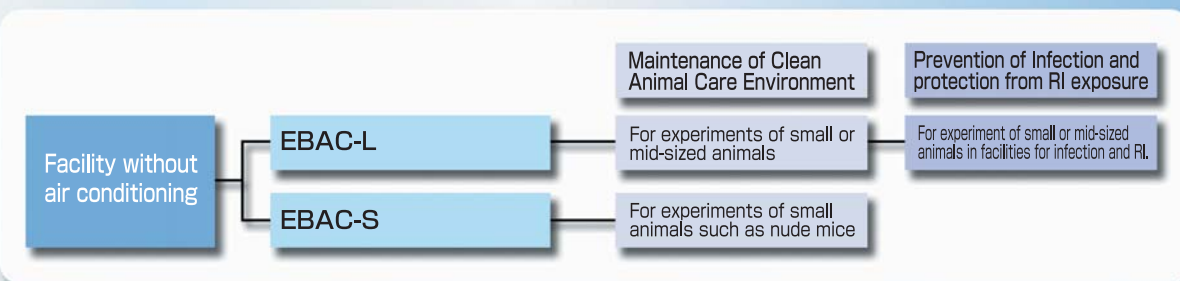 Maintenance of Clean
Animal Care Environment
Prevention of Infection and
protection from RI exposure
Facility without
air conditioning
EBAC-L
For experiments of small or
mid-sized animals
For experiment of small or mid-sized
animals in facilities for infection and RI.
EBAC-S
For experiments of small
animals such as nude mice